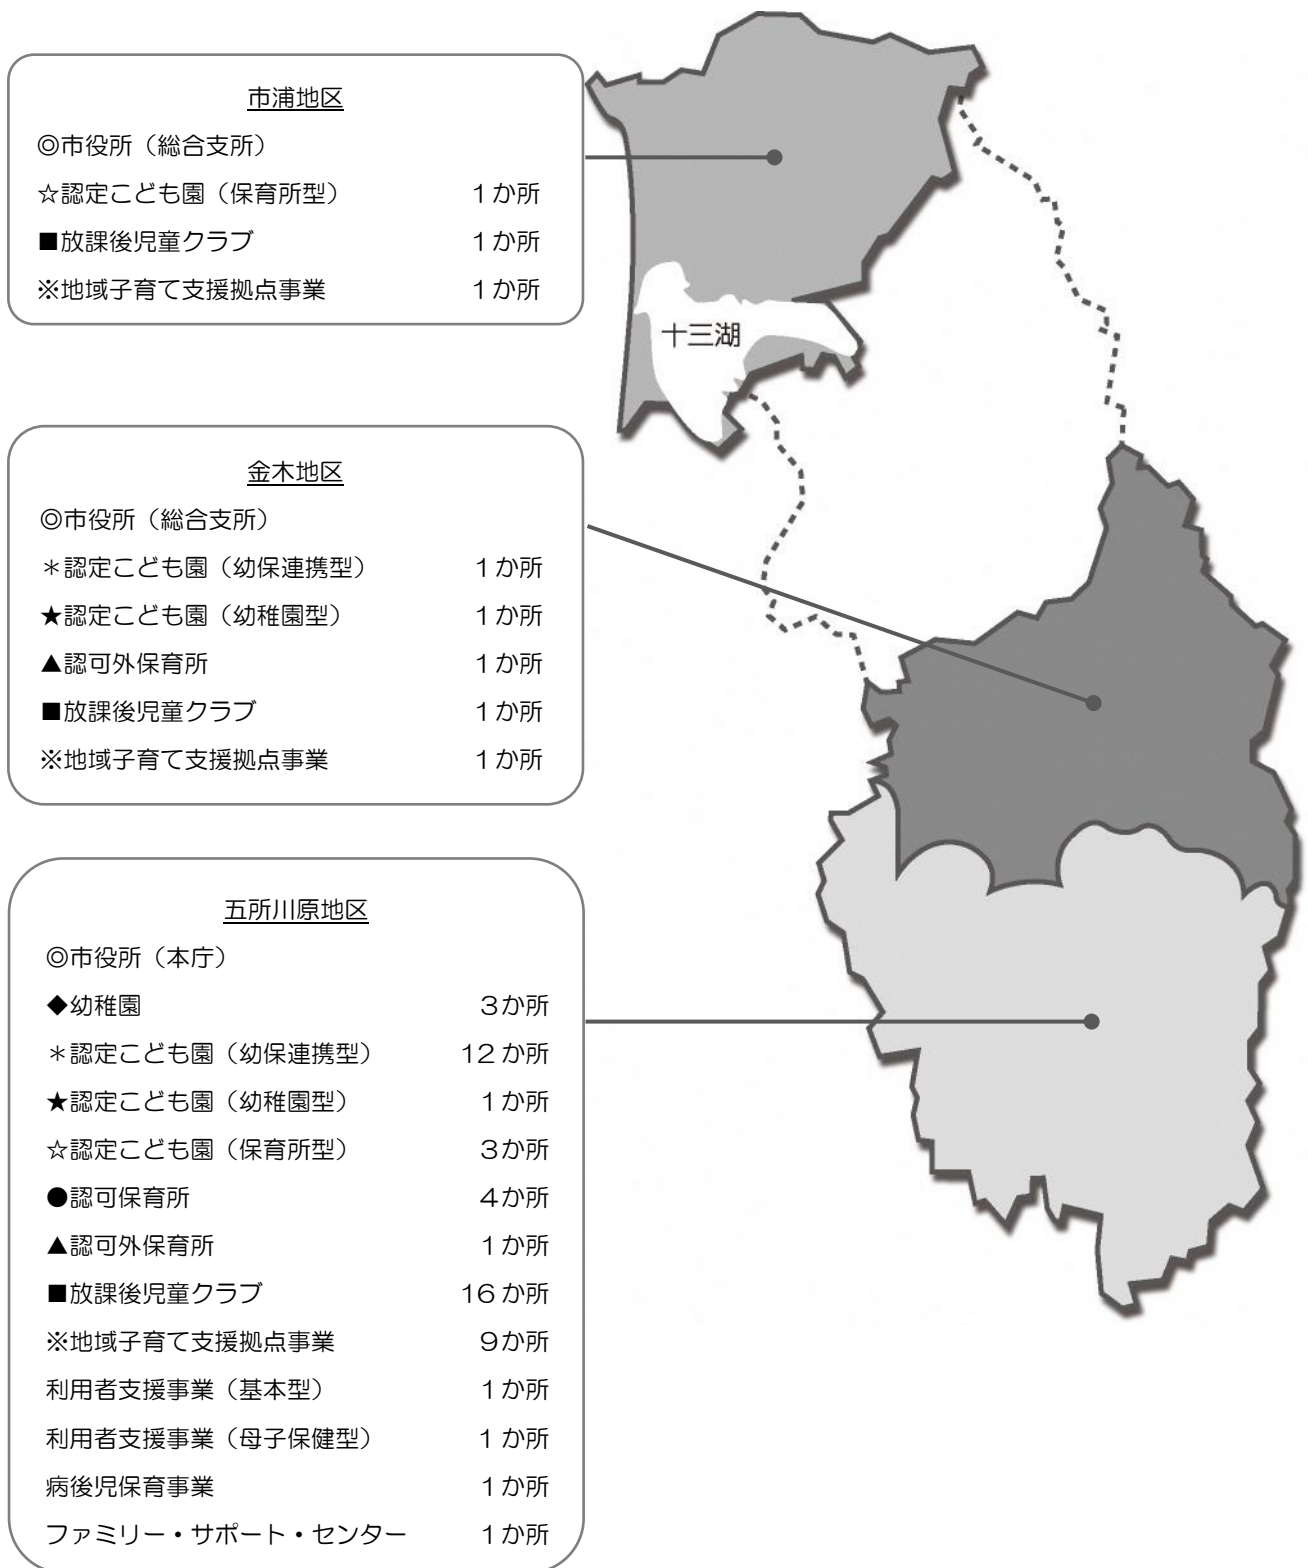 市浦地区
◎市役所（総合支所）
☆認定こども園（保育所型） １か所
■放課後児童クラブ １か所
※地域子育て支援拠点事業 １か所
十三湖
金木地区
◎市役所（総合支所）
＊認定こども園（幼保連携型） １か所
★認定こども園（幼稚園型） １か所
▲認可外保育所 １か所
■放課後児童クラブ １か所
※地域子育て支援拠点事業 １か所
五所川原地区
◎市役所（本庁）
◆幼稚園 ３か所
＊認定こども園（幼保連携型） 12か所
★認定こども園（幼稚園型） １か所
☆認定こども園（保育所型） ３か所
●認可保育所 ４か所
▲認可外保育所 １か所
■放課後児童クラブ 16か所
※地域子育て支援拠点事業 ９か所
利用者支援事業（基本型） １か所
利用者支援事業（母子保健型） １か所
病後児保育事業 １か所
ファミリー・サポート・センター １か所